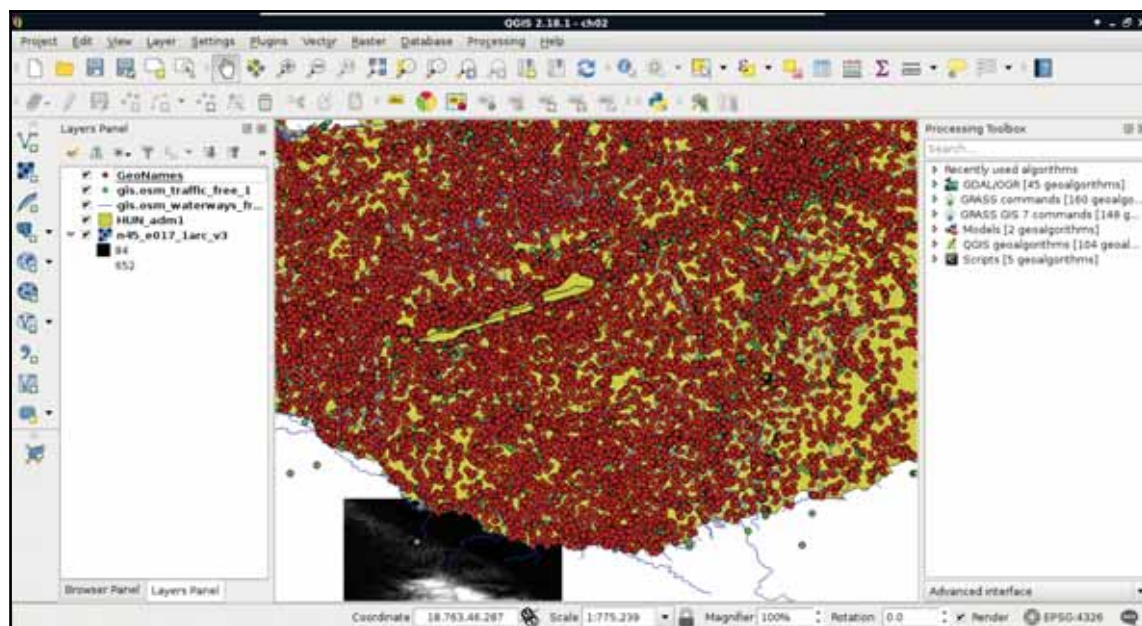 QGIS 2.18.1 - ch02
Project Edit View Layer Settings Plugins Vector Raster Database Processing Help
Layers Panel
GeoNames
gis.osm_traffic_free_1
gis.osm_waterways_fr...
HUN_adm1
n45_e017_1arc_v3
84
652
Browser Panel Layers Panel
Processing Toolbox
Search...
Recently used algorithms
GDAL/OGR [45 geoalgorithms]
GRASS commands [160 geoalgo...
GRASS GIS 7 commands [148 g...
Models [2 geoalgorithms]
QGIS geoalgorithms [104 geoal...
Scripts [5 geoalgorithms]
Advanced interface
Coordinate 18.763,46.287 Scale 1:775.239 Magnifier 100% Rotation 0.0 Render EPSG:4326